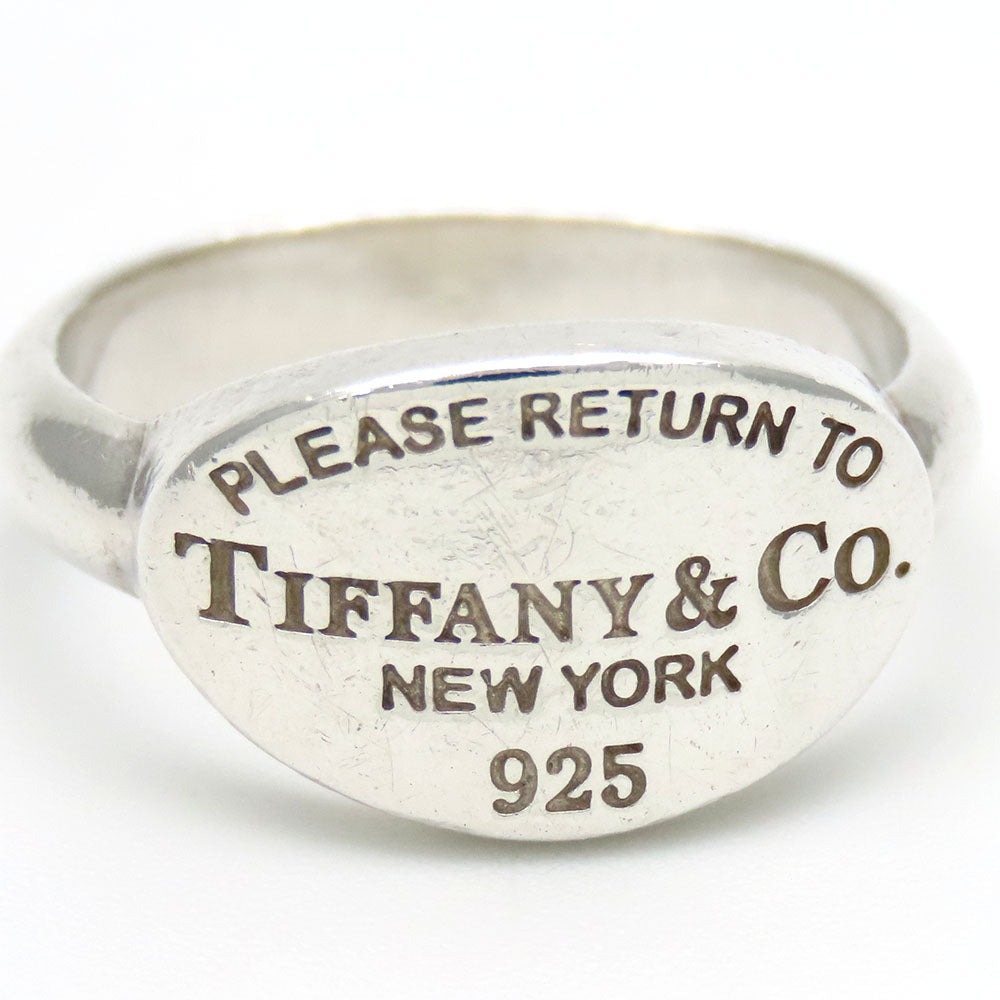 PLEASE RETURN TO
TIFFANY & CO.
NEW YORK
925